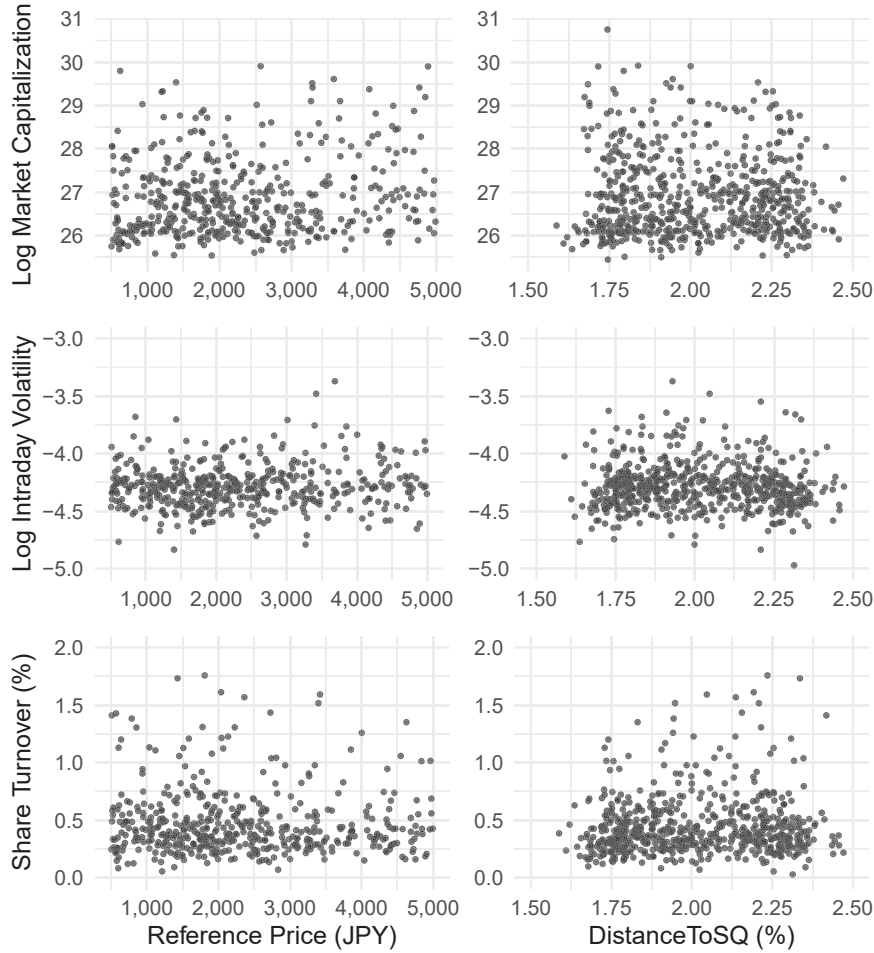 Log Market Capitalization
31
30
29
28
27
26
1,000 2,000 3,000 4,000 5,000
1.50 1.75 2.00 2.25 2.50
31
30
29
28
27
26
Log Intraday Volatility
−3.0
−3.5
−4.0
−4.5
−5.0
1,000 2,000 3,000 4,000 5,000
−3.0
−3.5
−4.0
−4.5
−5.0
1.50 1.75 2.00 2.25 2.50
Share Turnover (%)
2.0
1.5
1.0
0.5
0.0
1,000 2,000 3,000 4,000 5,000
Reference Price (JPY)
2.0
1.5
1.0
0.5
0.0
1.50 1.75 2.00 2.25 2.50
DistanceToSQ (%)